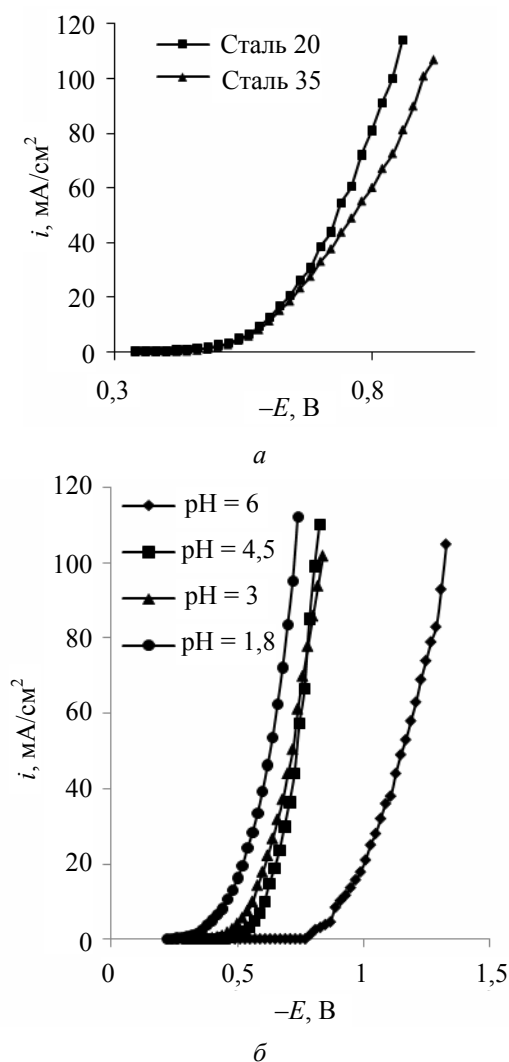 120
100
80
60
40
20
0
i, мА/см²
Сталь 20
Сталь 35
0,3
0,8
–E, В
а
120
100
80
60
40
20
0
i, мА/см²
pH = 6
pH = 4,5
pH = 3
pH = 1,8
0
0,5
1
1,5
–E, В
б